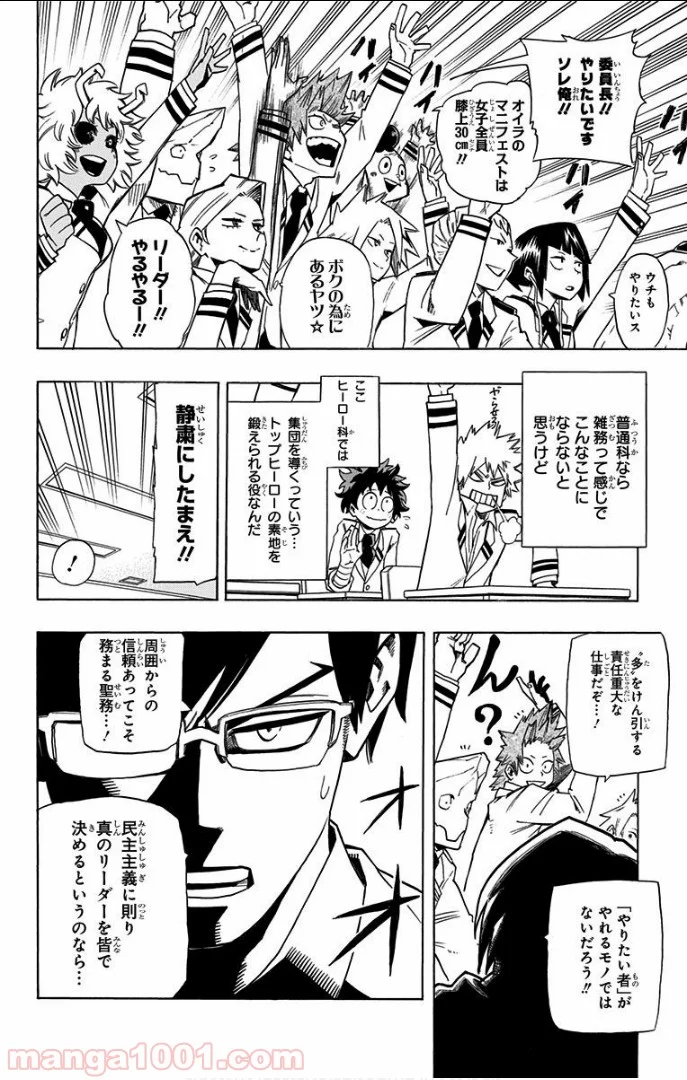 委員長!!
やりたいです
ソレ俺!!
オイラの
マニフェストは
女子全員
膝上30cm!!
ウチも
やりたいス
ボクの為に
あるヤツ☆
リーダー!!
やるやるー!!
普通科なら
雑務って感じで
こんなことに
ならないと
思うけど
やらせろ
ここ
ヒーロー科では
集団を導くっていう…
トップヒーローの素地を
鍛えられる役なんだ
静粛にしたまえ!!
!
"多"をけん引する
責任重大な
仕事だぞ…!
ん?
「やりたい者」が
やれるモノでは
ないだろう!!
周囲からの
信頼あってこそ
務まる聖務…!
民主主義に則り
真のリーダーを皆で
決めるというのなら…
manga1001.com